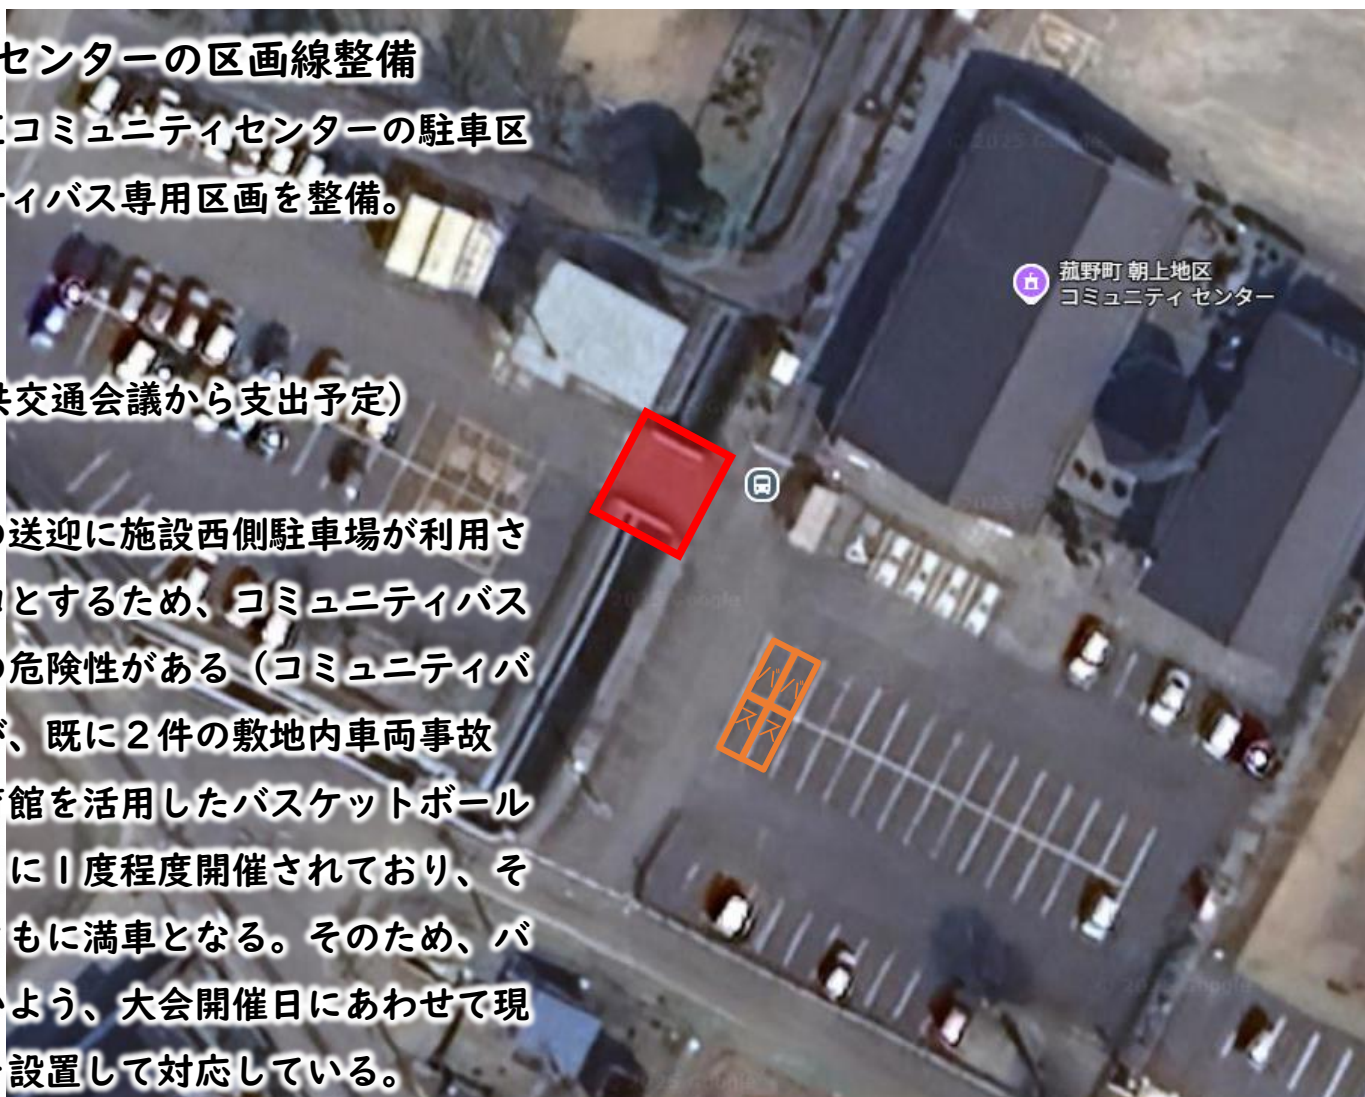 センターの区画線整備
コミュニティセンターの駐車区
ィバス専用区画を整備。
共交通会議から支出予定）
の送迎に施設西側駐車場が利用さ
とするため、コミュニティバス
の危険性がある（コミュニティバ
、既に２件の敷地内車両事故
館を活用したバスケットボール
に１度程度開催されており、そ
もに満車となる。そのため、バ
いよう、大会開催日にあわせて現
設置して対応している。
菰野町 朝上地区
コミュニティ センター
バス
バス